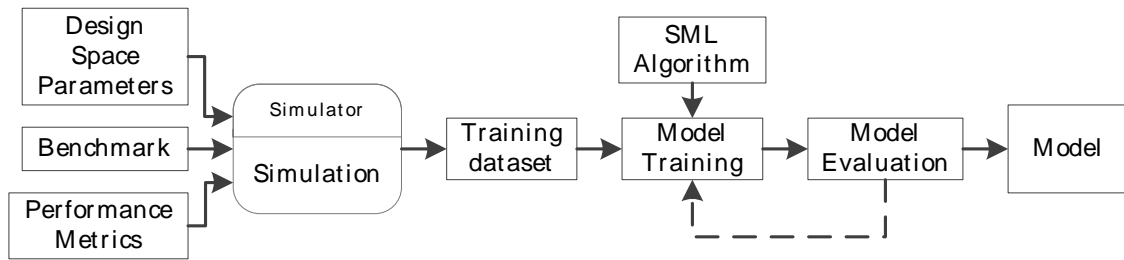 Design
Space
Parameters
Benchmark
Performance
Metrics
Simulator
Simulation
Training
dataset
SML
Algorithm
Model
Training
Model
Evaluation
Model